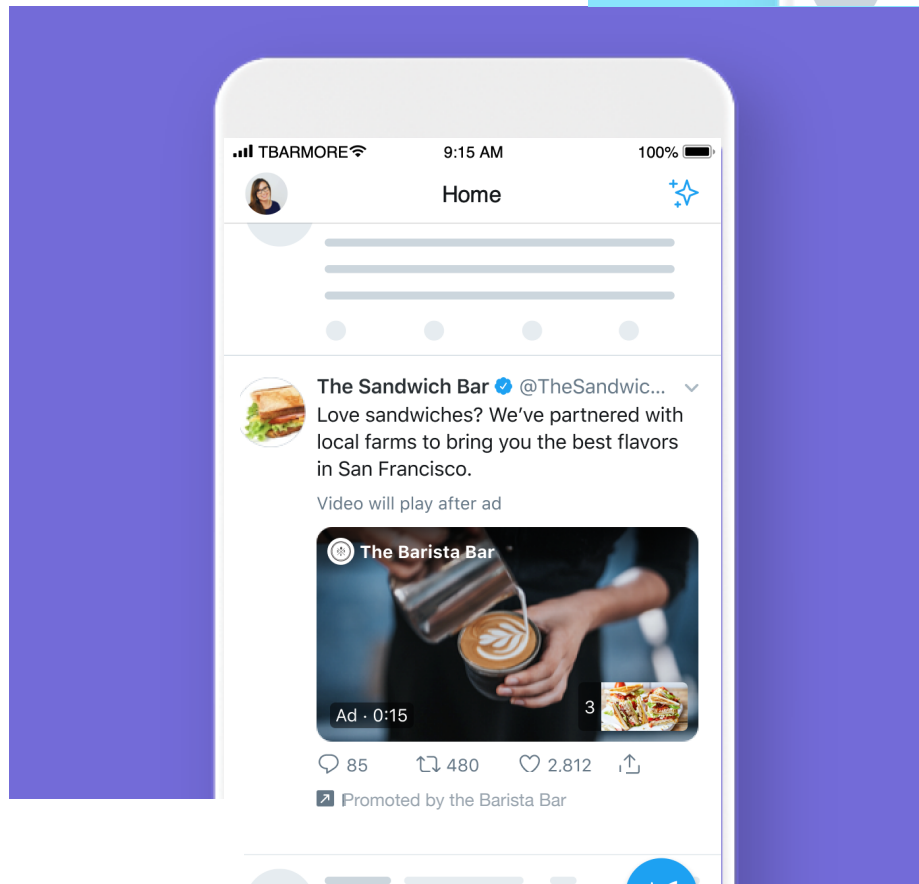 TBARMORE 9:15 AM 100%
Home
The Sandwich Bar @TheSandwic...
Love sandwiches? We’ve partnered with
local farms to bring you the best flavors
in San Francisco.
Video will play after ad
The Barista Bar
Ad · 0:15 3
85 480 2.812
Promoted by the Barista Bar